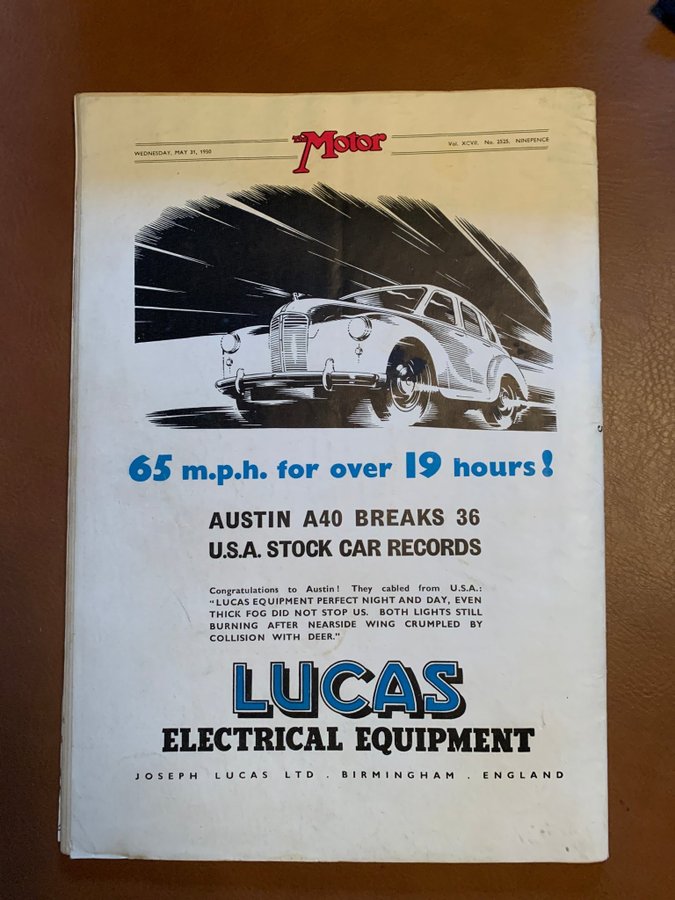 The Motor
WEDNESDAY, MAY 31, 1950
Vol. XCVII, No. 2525, NINEPENCE
65 m.p.h. for over 19 hours!
AUSTIN A40 BREAKS 36
U.S.A. STOCK CAR RECORDS
Congratulations to Austin! They cabled from U.S.A.:
"LUCAS EQUIPMENT PERFECT NIGHT AND DAY, EVEN
THICK FOG DID NOT STOP US. BOTH LIGHTS STILL
BURNING AFTER NEARSIDE WING CRUMPLED BY
COLLISION WITH DEER."
LUCAS
ELECTRICAL EQUIPMENT
JOSEPH LUCAS LTD . BIRMINGHAM . ENGLAND